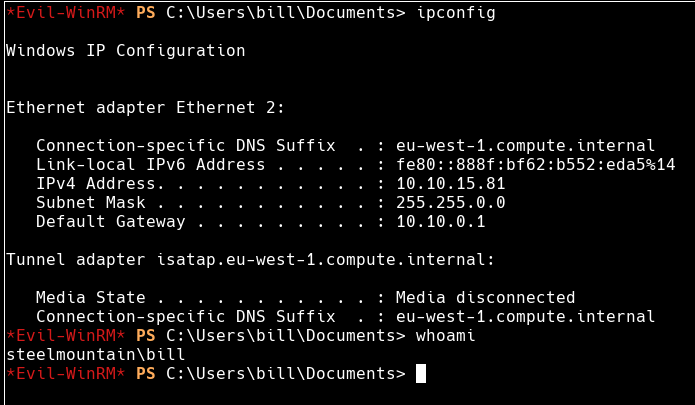 *Evil-WinRM* PS C:\Users\bill\Documents> ipconfig
Windows IP Configuration
Ethernet adapter Ethernet 2:
   Connection-specific DNS Suffix  . : eu-west-1.compute.internal
   Link-local IPv6 Address . . . . . : fe80::888f:bf62:b552:eda5%14
   IPv4 Address. . . . . . . . . . . : 10.10.15.81
   Subnet Mask . . . . . . . . . . . : 255.255.0.0
   Default Gateway . . . . . . . . . : 10.10.0.1
Tunnel adapter isatap.eu-west-1.compute.internal:
   Media State . . . . . . . . . . . : Media disconnected
   Connection-specific DNS Suffix  . : eu-west-1.compute.internal
*Evil-WinRM* PS C:\Users\bill\Documents> whoami
steelmountain\bill
*Evil-WinRM* PS C:\Users\bill\Documents>